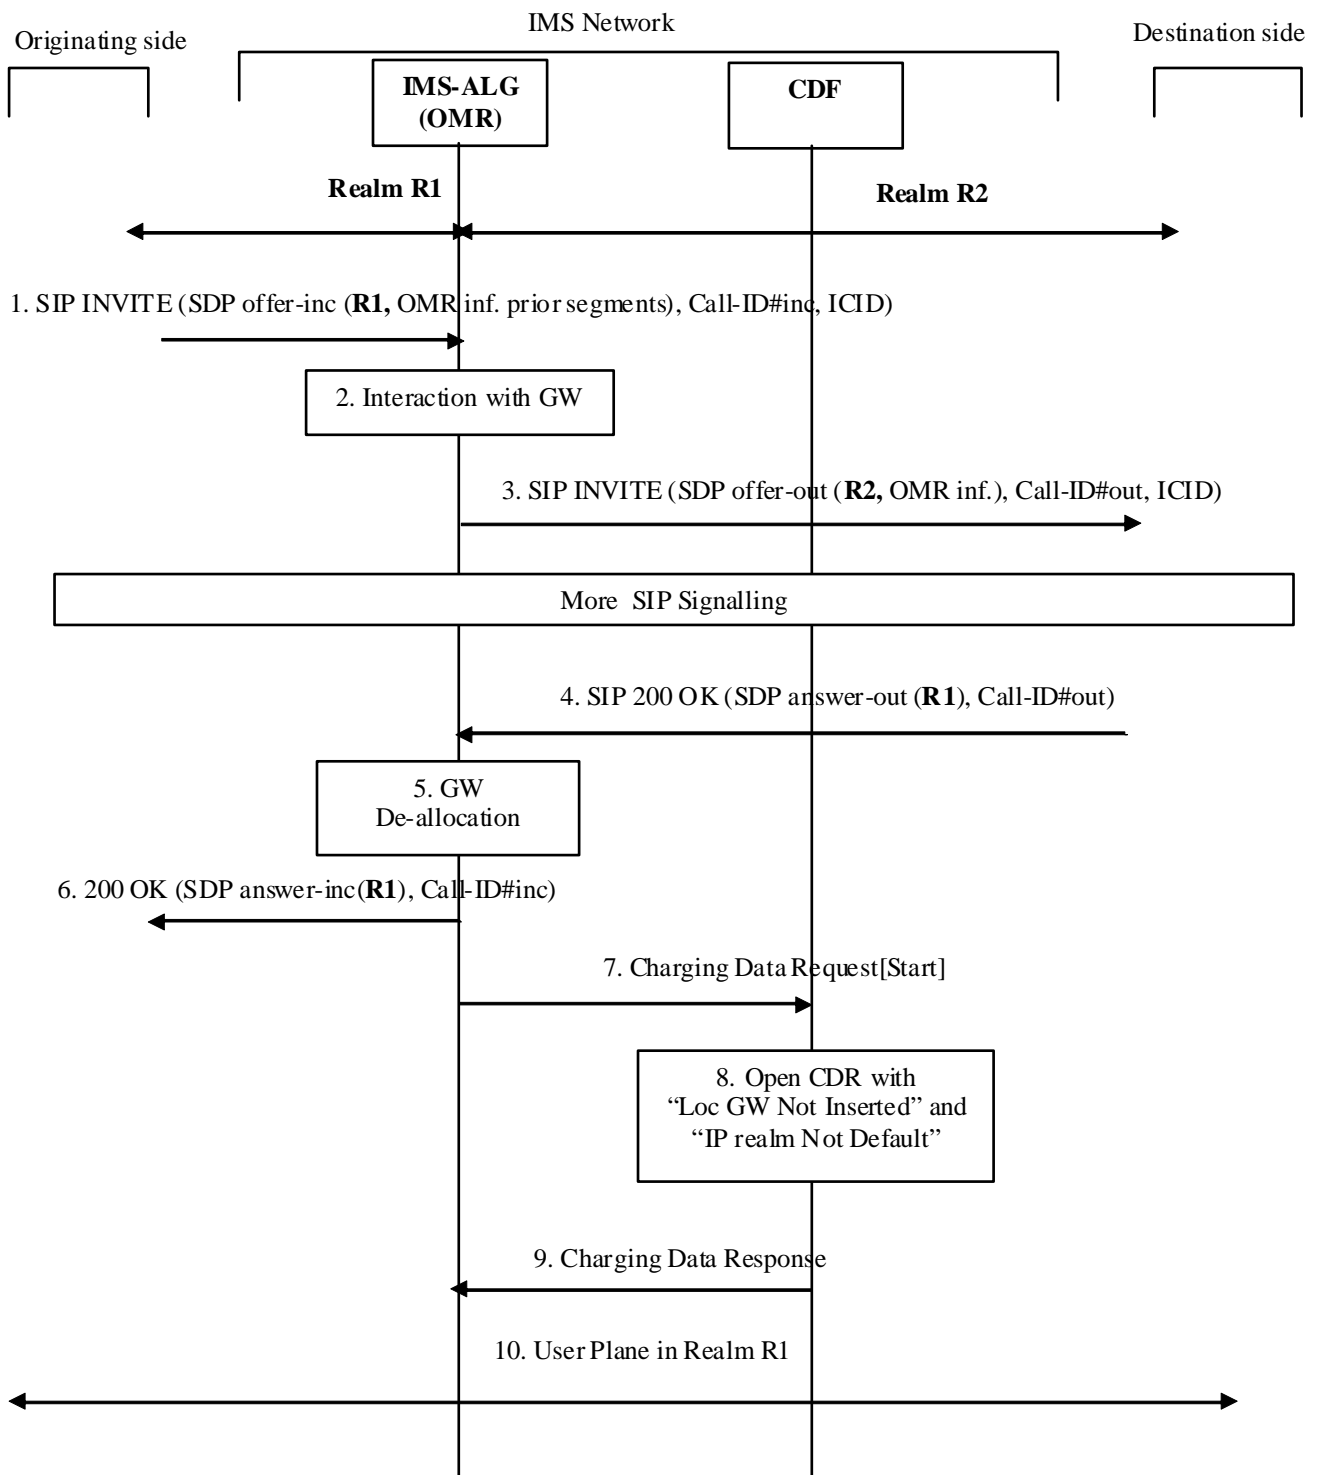 IMS Network
Originating side
Destination side
IMS-ALG
(OMR)
CDF
Realm R1
Realm R2
1. SIP INVITE (SDP offer-inc (R1, OMR inf. prior segments), Call-ID#inc, ICID)
2. Interaction with GW
3. SIP INVITE (SDP offer-out (R2, OMR inf.), Call-ID#out, ICID)
More SIP Signalling
4. SIP 200 OK (SDP answer-out (R1), Call-ID#out)
5. GW
De-allocation
6. 200 OK (SDP answer-inc(R1), Call-ID#inc)
7. Charging Data Request[Start]
8. Open CDR with
“Loc GW Not Inserted” and
“IP realm Not Default”
9. Charging Data Response
10. User Plane in Realm R1